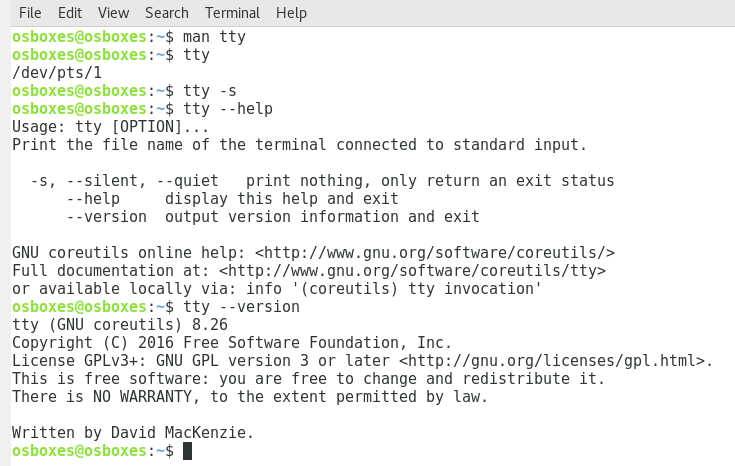 File Edit View Search Terminal Help
osboxes@osboxes:~$ man tty
osboxes@osboxes:~$ tty
/dev/pts/1
osboxes@osboxes:~$ tty -s
osboxes@osboxes:~$ tty --help
Usage: tty [OPTION]...
Print the file name of the terminal connected to standard input.

  -s, --silent, --quiet   print nothing, only return an exit status
      --help     display this help and exit
      --version  output version information and exit

GNU coreutils online help: <http://www.gnu.org/software/coreutils/>
Full documentation at: <http://www.gnu.org/software/coreutils/tty>
or available locally via: info '(coreutils) tty invocation'
osboxes@osboxes:~$ tty --version
tty (GNU coreutils) 8.26
Copyright (C) 2016 Free Software Foundation, Inc.
License GPLv3+: GNU GPL version 3 or later <http://gnu.org/licenses/gpl.html>.
This is free software: you are free to change and redistribute it.
There is NO WARRANTY, to the extent permitted by law.

Written by David MacKenzie.
osboxes@osboxes:~$